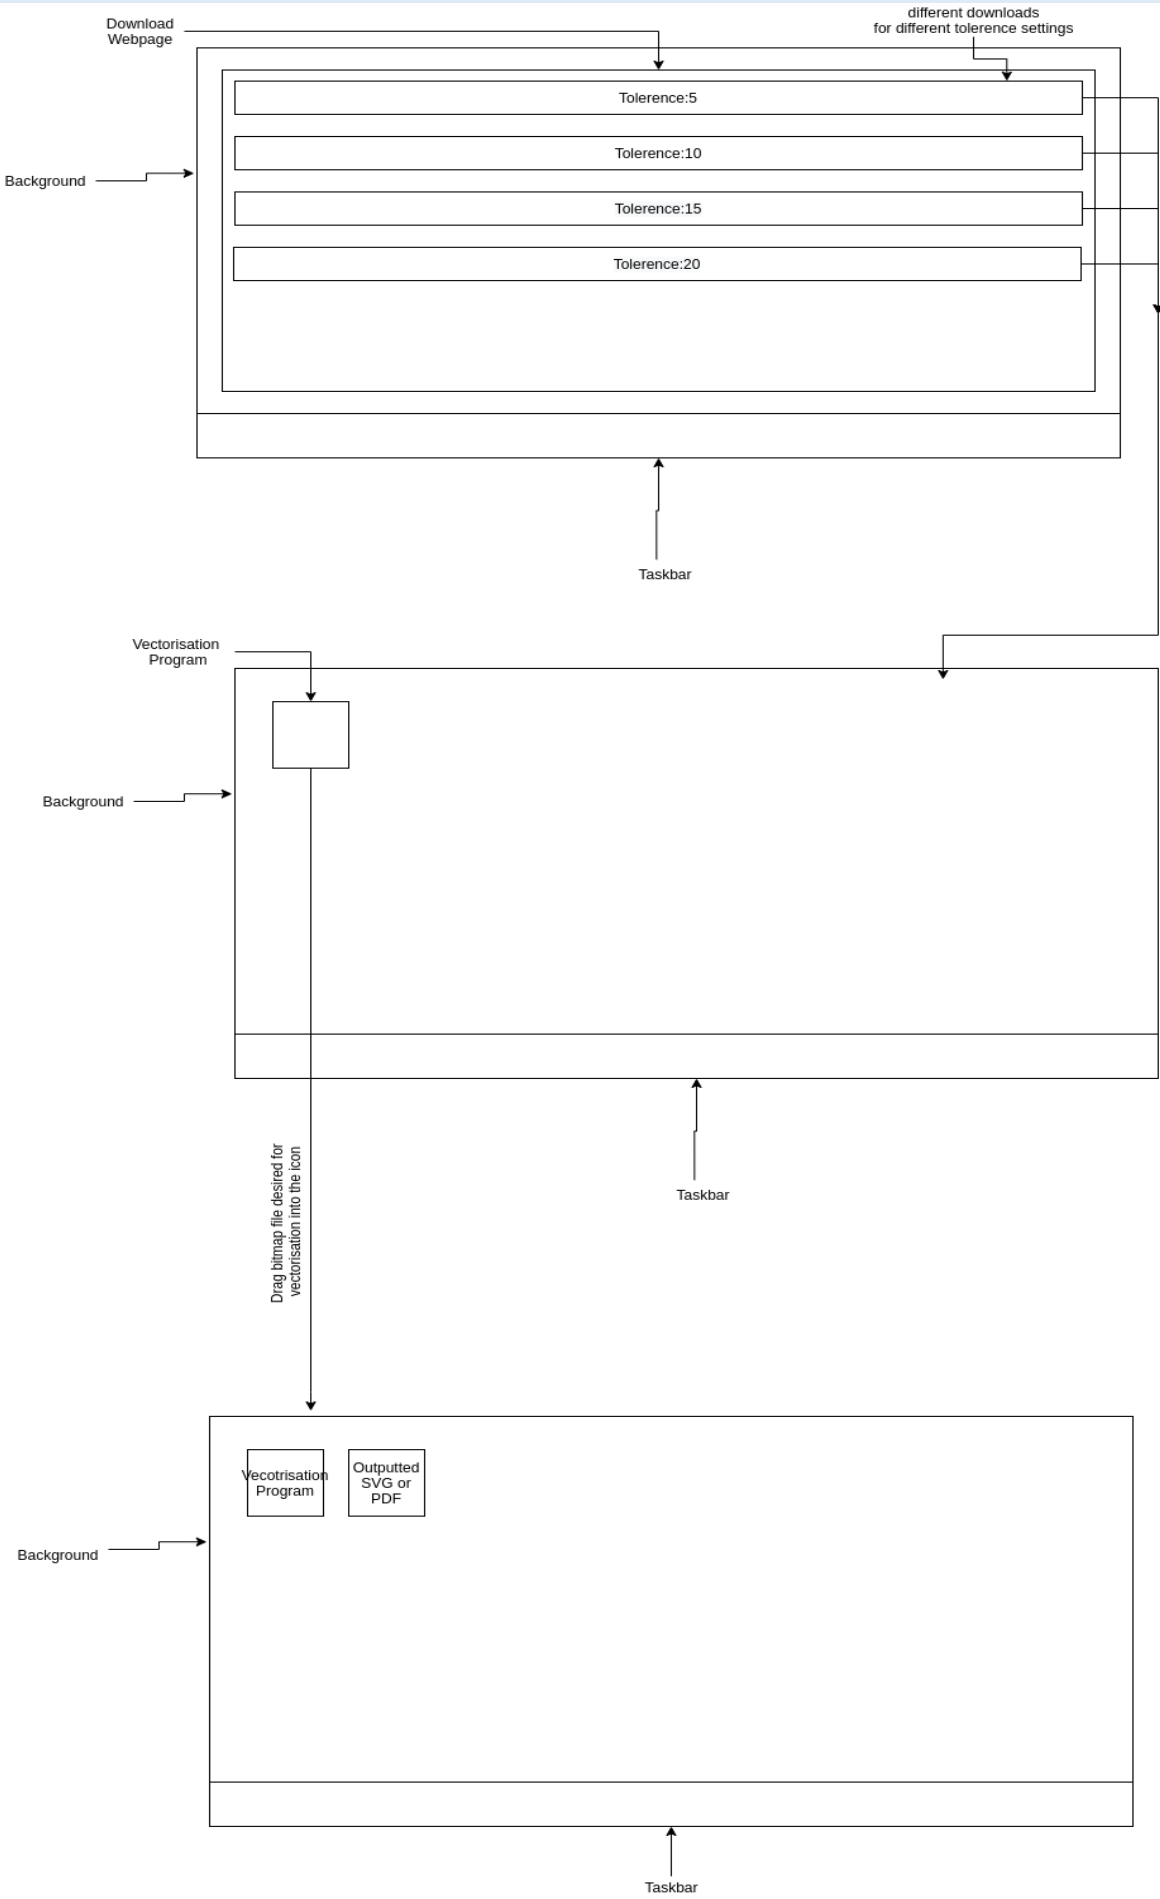 different downloads
for different tolerence settings
Download
Webpage
Tolerence:5
Tolerence:10
Background
Tolerence:15
Tolerence:20
Taskbar
Vectorisation
Program
Background
Drag bitmap file desired for
vectorisation into the icon
Taskbar
Vecotrisation
Program
Outputted
SVG or
PDF
Background
Taskbar